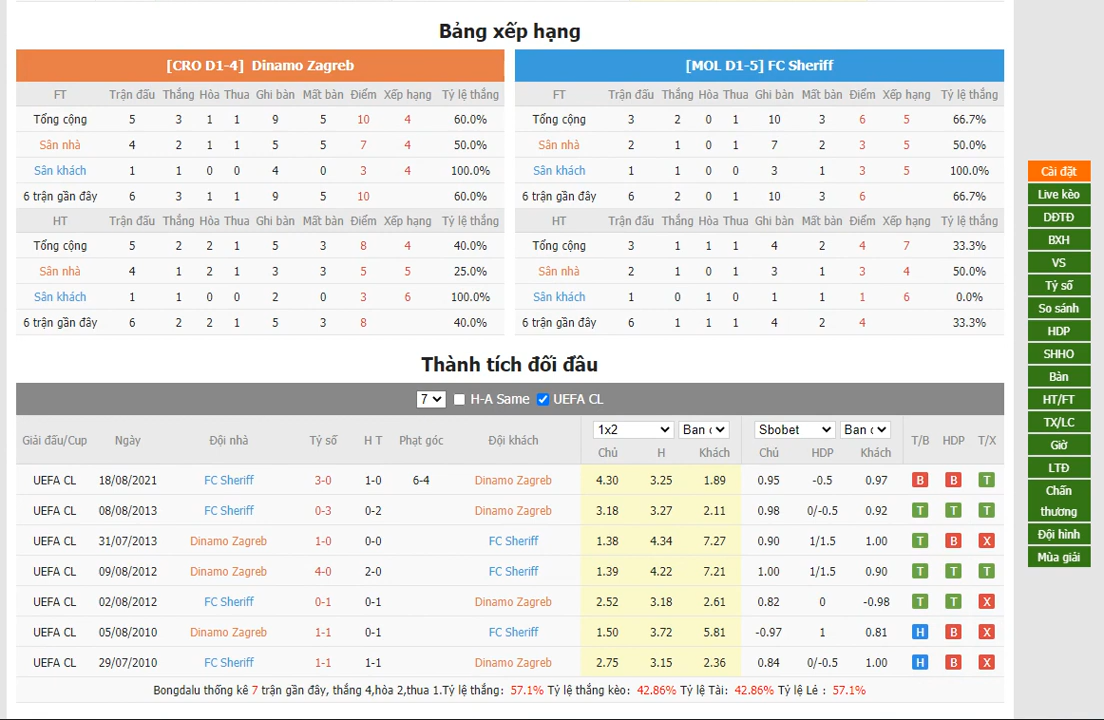 Bảng xếp hạng
[CRO D1-4] Dinamo Zagreb
FT Trận đấu Thắng Hòa Thua Ghi bàn Mất bàn Điểm Xếp hạng Tỷ lệ thắng
Tổng cộng 5 3 1 1 9 5 10 4 60.0%
Sân nhà 4 2 1 1 5 5 7 4 50.0%
Sân khách 1 1 0 0 4 0 3 4 100.0%
6 trận gần đây 6 3 1 1 9 5 10 60.0%
HT Trận đấu Thắng Hòa Thua Ghi bàn Mất bàn Điểm Xếp hạng Tỷ lệ thắng
Tổng cộng 5 2 2 1 5 3 8 4 40.0%
Sân nhà 4 1 2 1 3 3 5 5 25.0%
Sân khách 1 1 0 0 2 0 3 6 100.0%
6 trận gần đây 6 2 2 1 5 3 8 40.0%
[MOL D1-5] FC Sheriff
FT Trận đấu Thắng Hòa Thua Ghi bàn Mất bàn Điểm Xếp hạng Tỷ lệ thắng
Tổng cộng 3 2 0 1 10 3 6 5 66.7%
Sân nhà 2 1 0 1 7 2 3 5 50.0%
Sân khách 1 1 0 0 3 1 3 5 100.0%
6 trận gần đây 6 2 0 1 10 3 6 66.7%
HT Trận đấu Thắng Hòa Thua Ghi bàn Mất bàn Điểm Xếp hạng Tỷ lệ thắng
Tổng cộng 3 1 1 1 4 2 4 7 33.3%
Sân nhà 2 1 0 1 3 1 3 4 50.0%
Sân khách 1 0 1 0 1 1 1 6 0.0%
6 trận gần đây 6 1 1 1 4 2 4 33.3%
Thành tích đối đầu
7 H-A Same UEFA CL
Giải đấu/Cup Ngày Đội nhà Tỷ số H T Phạt góc Đội khách 1x2 Ban c Sbobet Ban c T/B HDP T/X
Chủ H Khách Chủ HDP Khách
UEFA CL 18/08/2021 FC Sheriff 3-0 1-0 6-4 Dinamo Zagreb 4.30 3.25 1.89 0.95 -0.5 0.97 B B T
UEFA CL 08/08/2013 FC Sheriff 0-3 0-2 Dinamo Zagreb 3.18 3.27 2.11 0.98 0/-0.5 0.92 T T T
UEFA CL 31/07/2013 Dinamo Zagreb 1-0 0-0 FC Sheriff 1.38 4.34 7.27 0.90 1/1.5 1.00 T B X
UEFA CL 09/08/2012 Dinamo Zagreb 4-0 2-0 FC Sheriff 1.39 4.22 7.21 1.00 1/1.5 0.90 T T T
UEFA CL 02/08/2012 FC Sheriff 0-1 0-1 Dinamo Zagreb 2.52 3.18 2.61 0.82 0 -0.98 T T X
UEFA CL 05/08/2010 Dinamo Zagreb 1-1 0-1 FC Sheriff 1.50 3.72 5.81 -0.97 1 0.81 H B X
UEFA CL 29/07/2010 FC Sheriff 1-1 1-1 Dinamo Zagreb 2.75 3.15 2.36 0.84 0/-0.5 1.00 H B X
Bongdalu thống kê 7 trận gần đây, thắng 4,hòa 2,thua 1.Tỷ lệ thắng: 57.1% Tỷ lệ thắng kèo: 42.86% Tỷ lệ Tài: 42.86% Tỷ lệ Lẻ : 57.1%
Cài đặt
Live kèo
DĐTĐ
BXH
VS
Tỷ số
So sánh
HDP
SHHO
Bàn
HT/FT
TX/LC
Giờ
LTĐ
Chấn
thương
Đội hình
Mùa giải